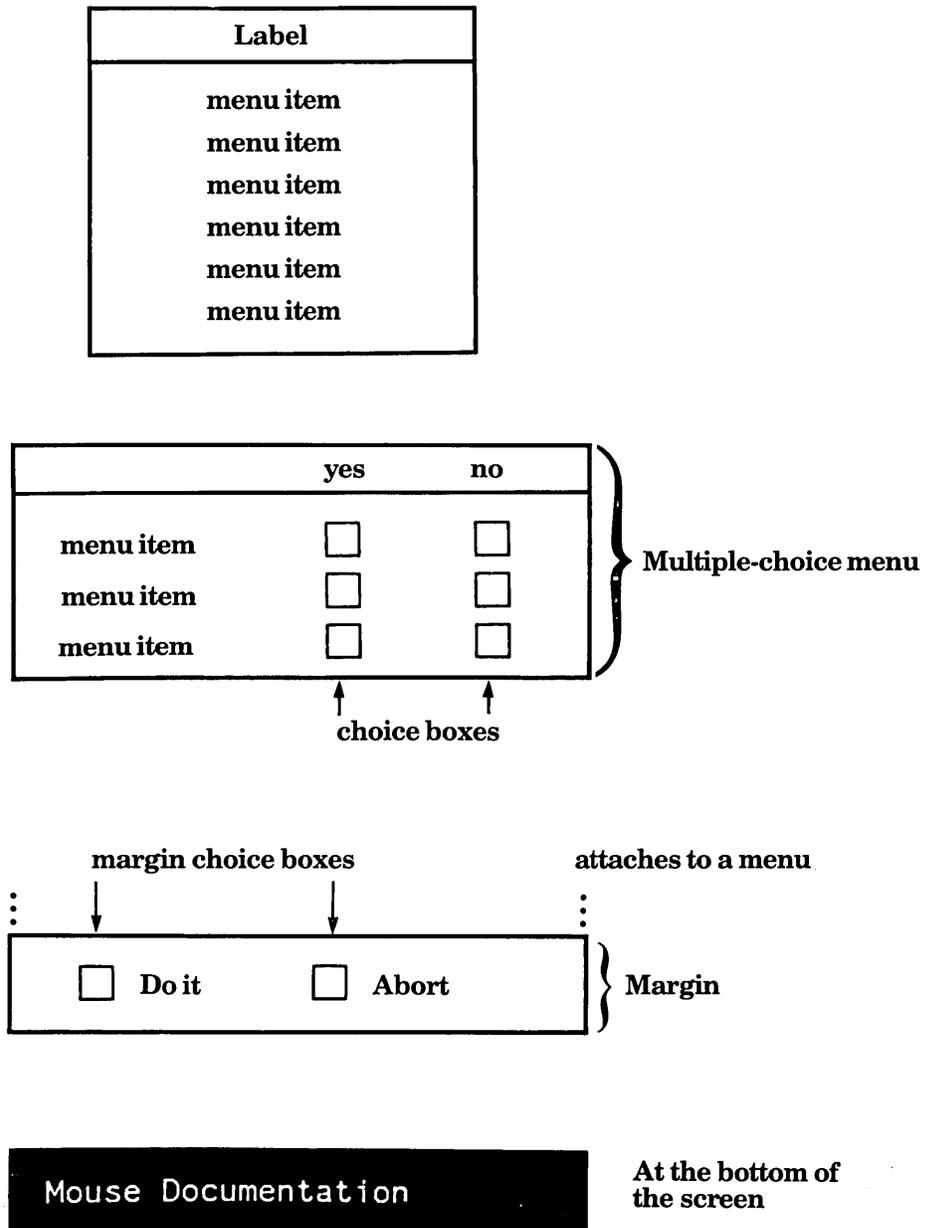 Label
menu item
menu item
menu item
menu item
menu item
menu item
yes no
menu item
menu item
menu item
Multiple-choice menu
choice boxes
margin choice boxes
attaches to a menu
Do it
Abort
Margin
Mouse Documentation
At the bottom of
the screen